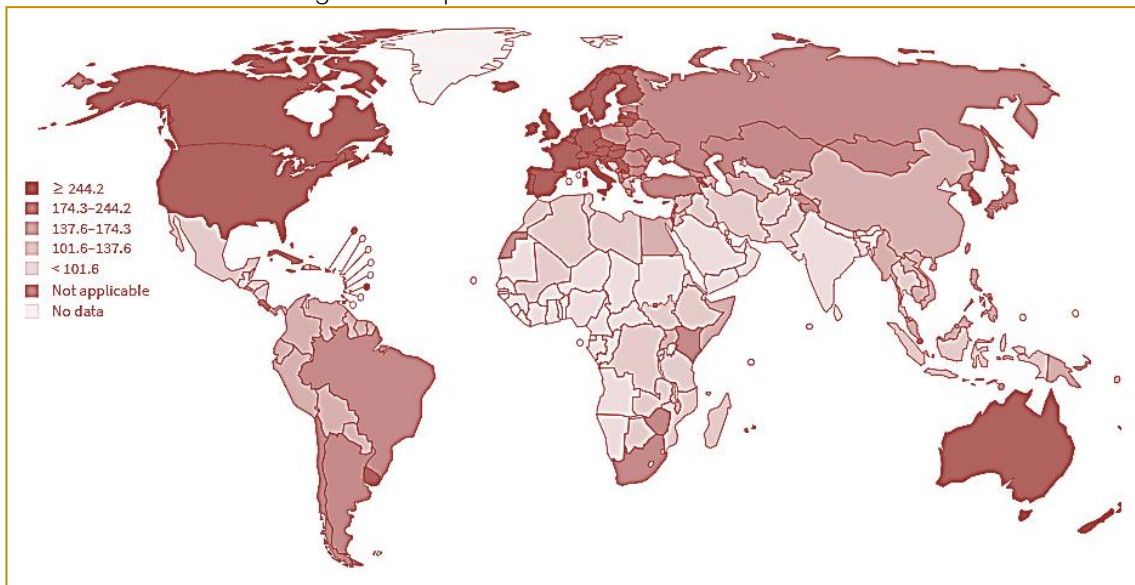 ≥ 244.2
174.3–244.2
137.6–174.3
101.6–137.6
< 101.6
Not applicable
No data